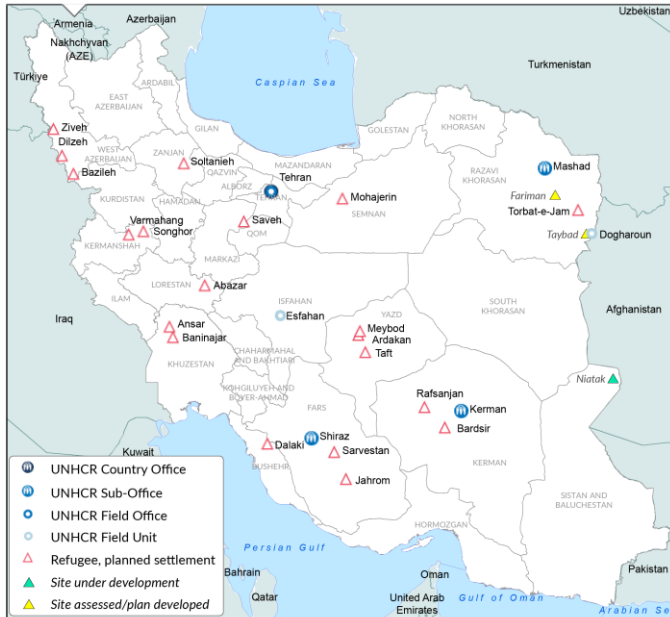 Armenia
Azerbaijan
Uzbekistan
Nakhchyvan
(AZE)
Türkiye
Turkmenistan
Caspian Sea
EAST
AZERBAIJAN
ARDABIL
GILAN
NORTH
KHORASAN
GOLESTAN
Ziveh
Dilzeh
WEST
AZERBAIJAN
Bazileh
ZANJAN
Soltanieh
QAZVIN
MAZANDARAN
RAZAVI
KHORASAN
Mashad
ALBORZ
Tehran
TEHRAN
KURDISTAN
HAMADAN
Mohajerin
SEMNAN
Fariman
Torbat-e-Jam
Varmahang
Songhor
Saveh
QOM
Taybad
Dogharoun
KERMANSHAH
MARKAZI
LORESTAN
Abazar
ILAM
Iraq
ISFAHAN
Esfahan
YAZD
SOUTH
KHORASAN
Afghanistan
Ansar
Baninajar
Meybod
Ardakan
Taft
KHUZESTAN
CHAHARMAHAL
AND BAKHTIARI
KOHGILUYEH AND
BOYER-AHMAD
Niatak
FARS
Rafsanjan
Kerman
Bardsir
Shiraz
Dalaki
Sarvestan
Jahrom
BUSHEHR
KERMAN
Kuwait
SISTAN AND
BALUCHESTAN
HORMOZGAN
UNHCR Country Office
UNHCR Sub-Office
UNHCR Field Office
UNHCR Field Unit
Refugee, planned settlement
Site under development
Site assessed/plan developed
Persian Gulf
Bahrain
Qatar
Oman
United Arab
Emirates
Gulf of Oman
Pakistan
Arabian Se